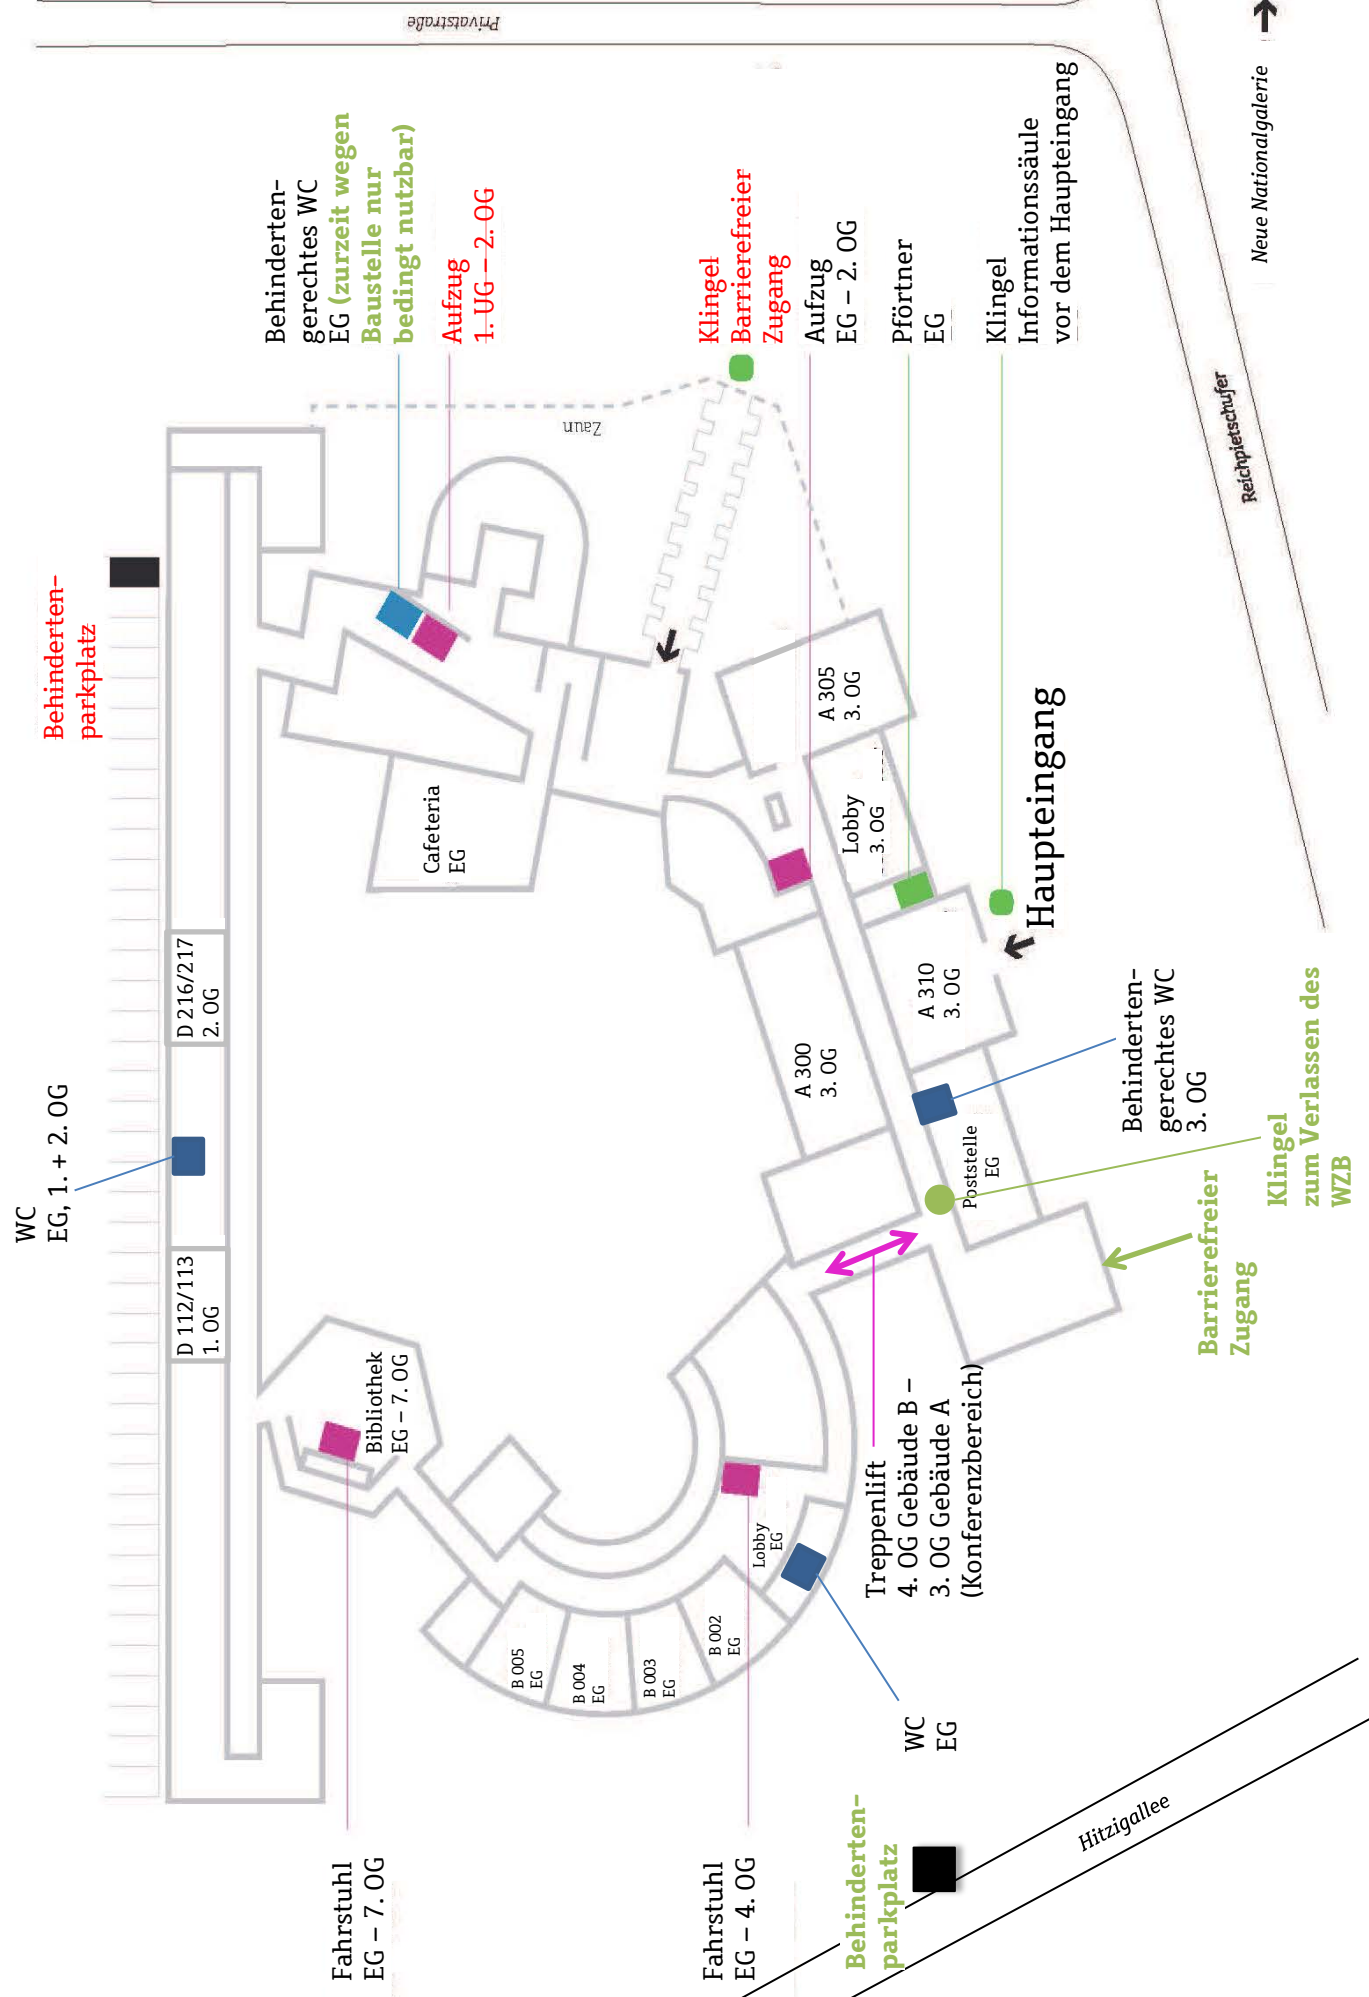 Privatstraße
Neue Nationalgalerie
Reichpietschufer
Behinderten-
gerechtes WC
EG (zurzeit wegen
Baustelle nur
bedingt nutzbar)
Aufzug
1. UG – 2. OG
Klingel
Barrierefreier
Zugang
Aufzug
EG – 2. OG
Pförtner
EG
Klingel
Informationssäule
vor dem Haupteingang
Zaun
Behinderten-
parkplatz
Cafeteria
EG
A 305
3. OG
Lobby
3. OG
Haupteingang
D 216/217
2. OG
A 310
3. OG
A 300
3. OG
WC
EG, 1. + 2. OG
D 112/113
1. OG
Poststelle
EG
Behinderten-
gerechtes WC
3. OG
Klingel
zum Verlassen des
WZB
Barrierefreier
Zugang
Bibliothek
EG – 7. OG
Treppenlift
4. OG Gebäude B –
3. OG Gebäude A
(Konferenzbereich)
Lobby
EG
B 005
EG
B 004
EG
B 003
EG
B 002
EG
WC
EG
Fahrstuhl
EG – 7. OG
Fahrstuhl
EG – 4. OG
Behinderten-
parkplatz
Hitzigallee